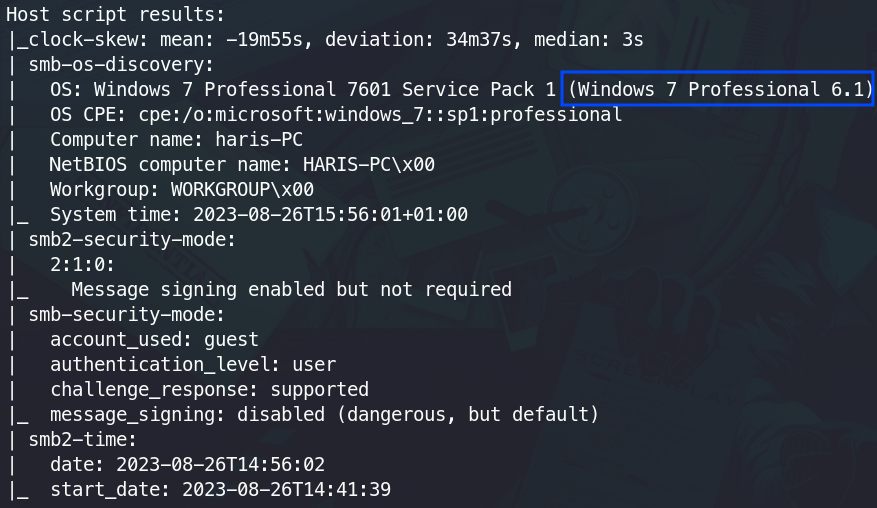 Host script results:
|_clock-skew: mean: -19m55s, deviation: 34m37s, median: 3s
| smb-os-discovery:
|   OS: Windows 7 Professional 7601 Service Pack 1 (Windows 7 Professional 6.1)
|   OS CPE: cpe:/o:microsoft:windows_7::sp1:professional
|   Computer name: haris-PC
|   NetBIOS computer name: HARIS-PC\x00
|   Workgroup: WORKGROUP\x00
|_  System time: 2023-08-26T15:56:01+01:00
| smb2-security-mode:
|   2:1:0:
|_    Message signing enabled but not required
| smb-security-mode:
|   account_used: guest
|   authentication_level: user
|   challenge_response: supported
|_  message_signing: disabled (dangerous, but default)
| smb2-time:
|   date: 2023-08-26T14:56:02
|_  start_date: 2023-08-26T14:41:39